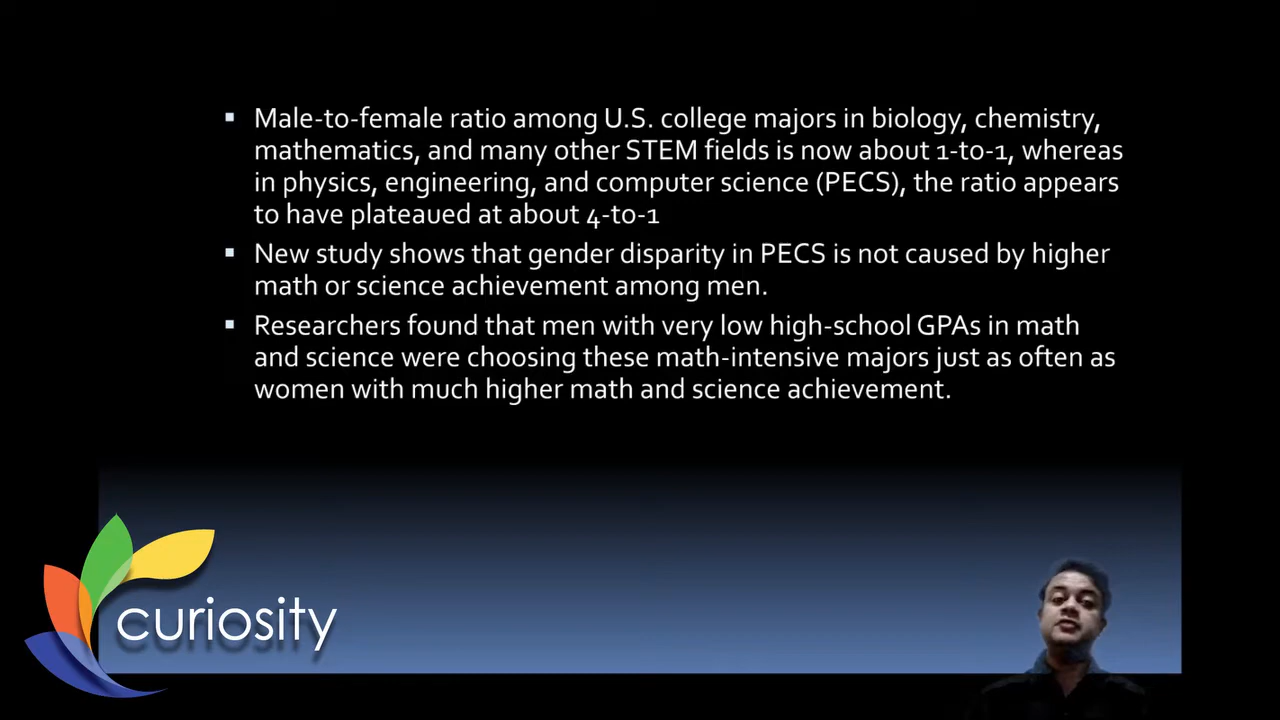 ▪ Male-to-female ratio among U.S. college majors in biology, chemistry,
mathematics, and many other STEM fields is now about 1-to-1, whereas
in physics, engineering, and computer science (PECS), the ratio appears
to have plateaued at about 4-to-1
▪ New study shows that gender disparity in PECS is not caused by higher
math or science achievement among men.
▪ Researchers found that men with very low high-school GPAs in math
and science were choosing these math-intensive majors just as often as
women with much higher math and science achievement.
curiosity